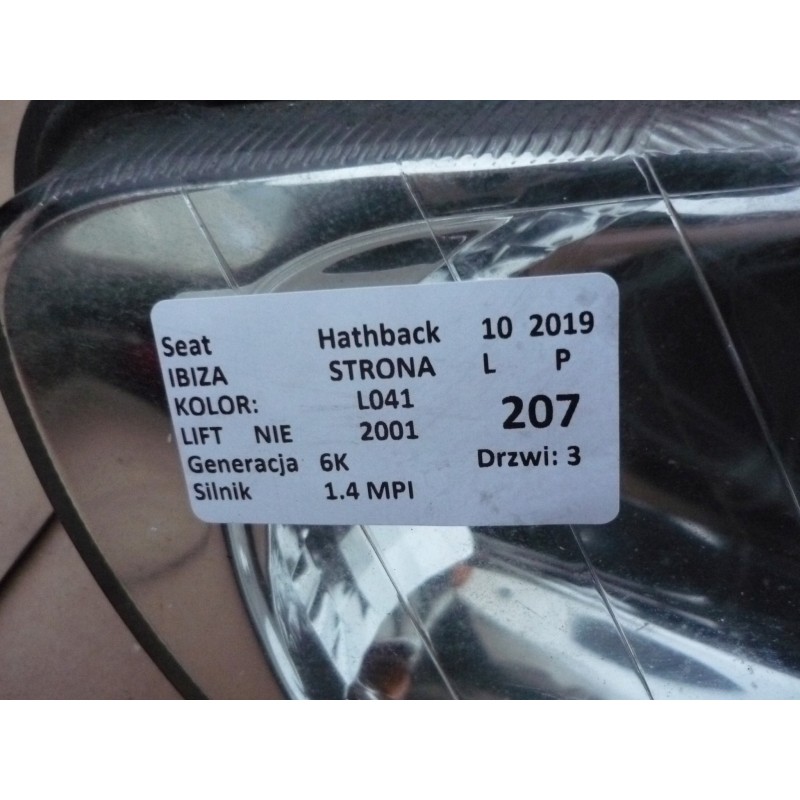 Seat Hathback 10 2019
IBIZA STRONA L P
KOLOR: L041 207
LIFT NIE 2001
Generacja 6K Drzwi: 3
Silnik 1.4 MPI